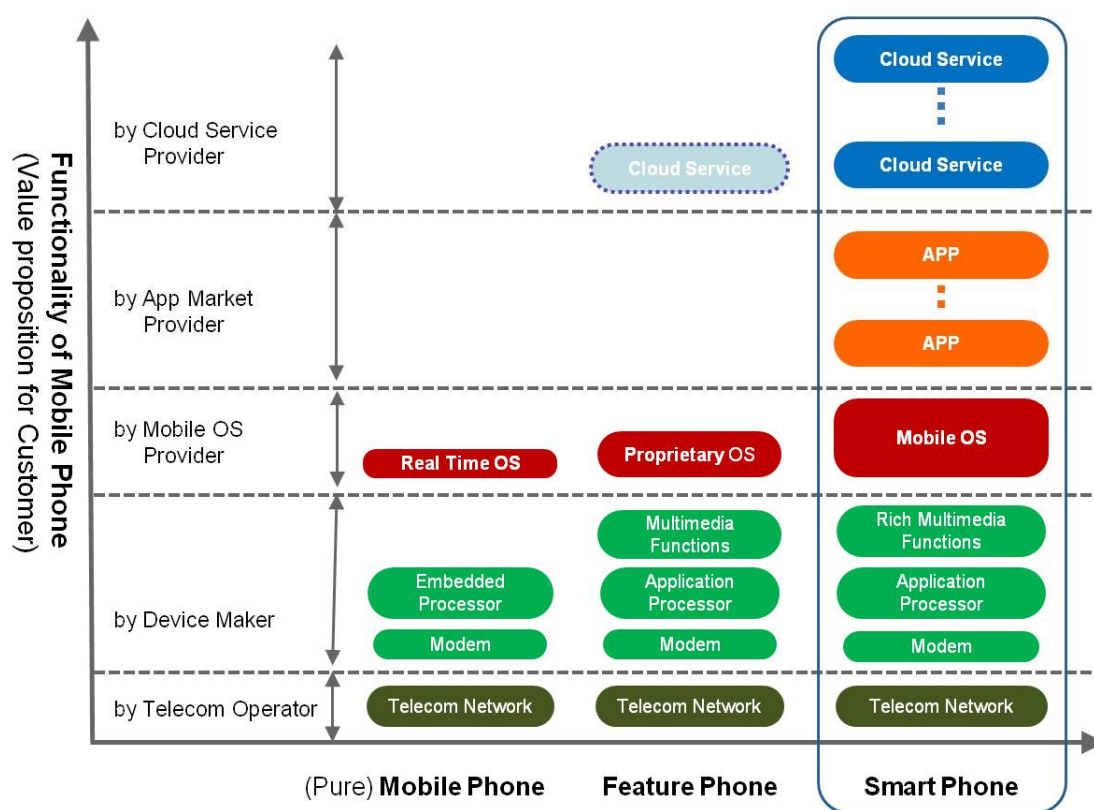 Functionality of Mobile Phone
(Value proposition for Customer)
by Cloud Service
Provider
Cloud Service
Cloud Service
Cloud Service
by App Market
Provider
APP
APP
by Mobile OS
Provider
Real Time OS
Proprietary OS
Mobile OS
by Device Maker
Multimedia
Functions
Rich Multimedia
Functions
Embedded
Processor
Application
Processor
Application
Processor
Modem
Modem
Modem
by Telecom Operator
Telecom Network
Telecom Network
Telecom Network
(Pure) Mobile Phone
Feature Phone
Smart Phone